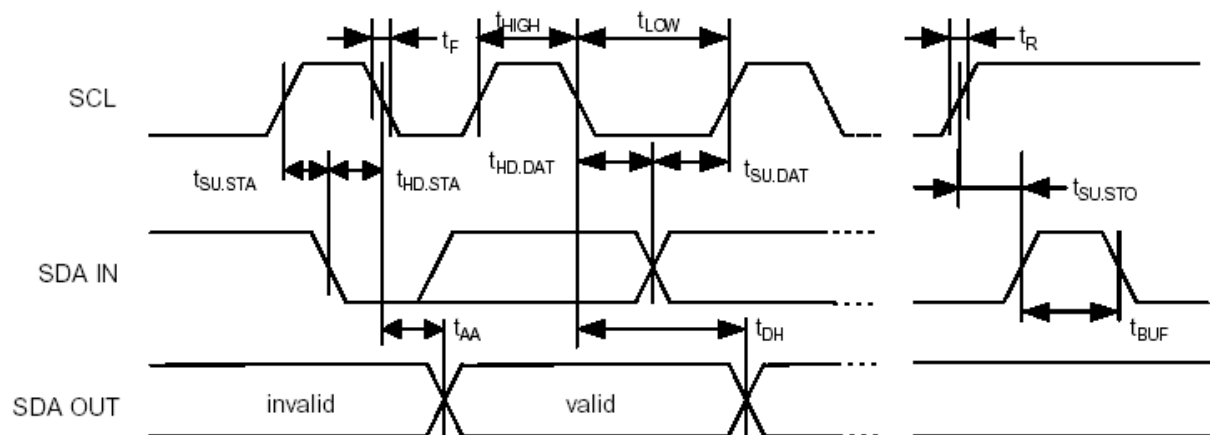 tHIGH tLOW
tF tR
SCL
tSU.STA tHD.STA tHD.DAT tSU.DAT
tSU.STO
SDA IN
tAA tDH tBUF
SDA OUT invalid valid